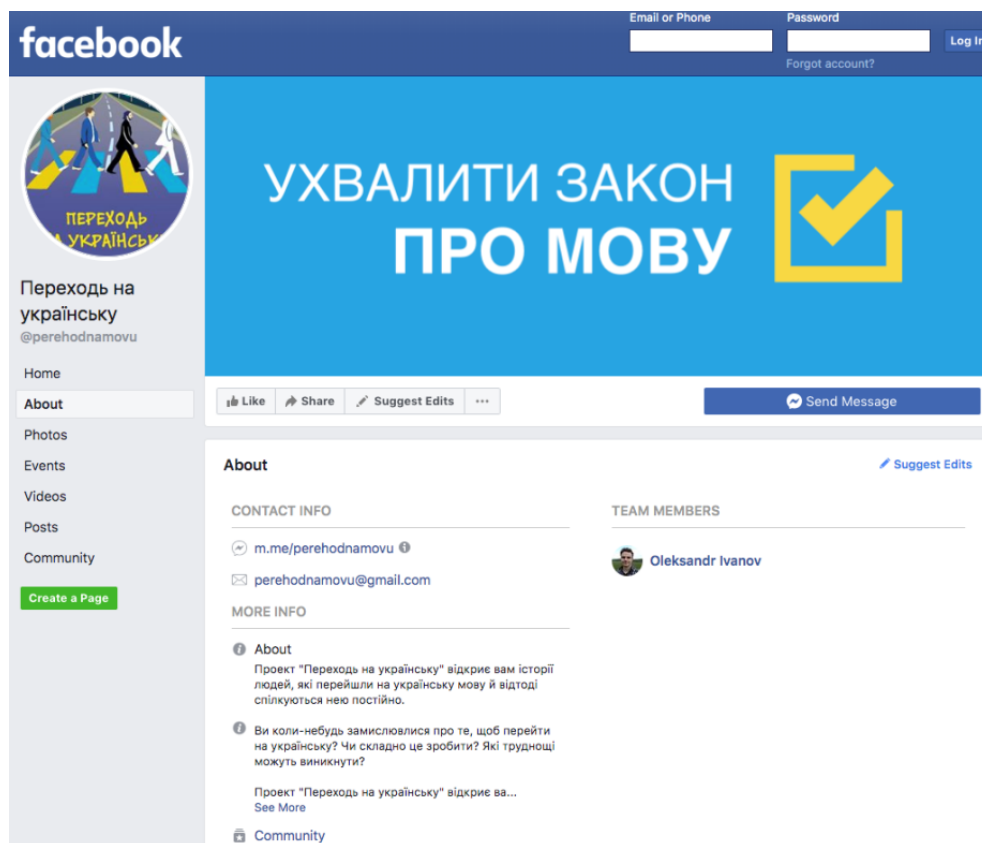 facebook
Email or Phone
Password
Log In
Forgot account?
ПЕРЕХОДЬ
УКРАЇНСЬК
Переходь на
українську
@perehodnamovu
Home
About
Photos
Events
Videos
Posts
Community
Create a Page
УХВАЛИТИ ЗАКОН
ПРО МОВУ
Like
Share
Suggest Edits
Send Message
About
Suggest Edits
CONTACT INFO
m.me/perehodnamovu
perehodnamovu@gmail.com
MORE INFO
About
Проект "Переходь на українську" відкриє вам історії
людей, які перейшли на українську мову й відтоді
спілкуються нею постійно.
Ви коли-небудь замислювалися про те, щоб перейти
на українську? Чи складно це зробити? Які труднощі
можуть виникнути?
Проект "Переходь на українську" відкриє ва...
See More
Community
TEAM MEMBERS
Oleksandr Ivanov